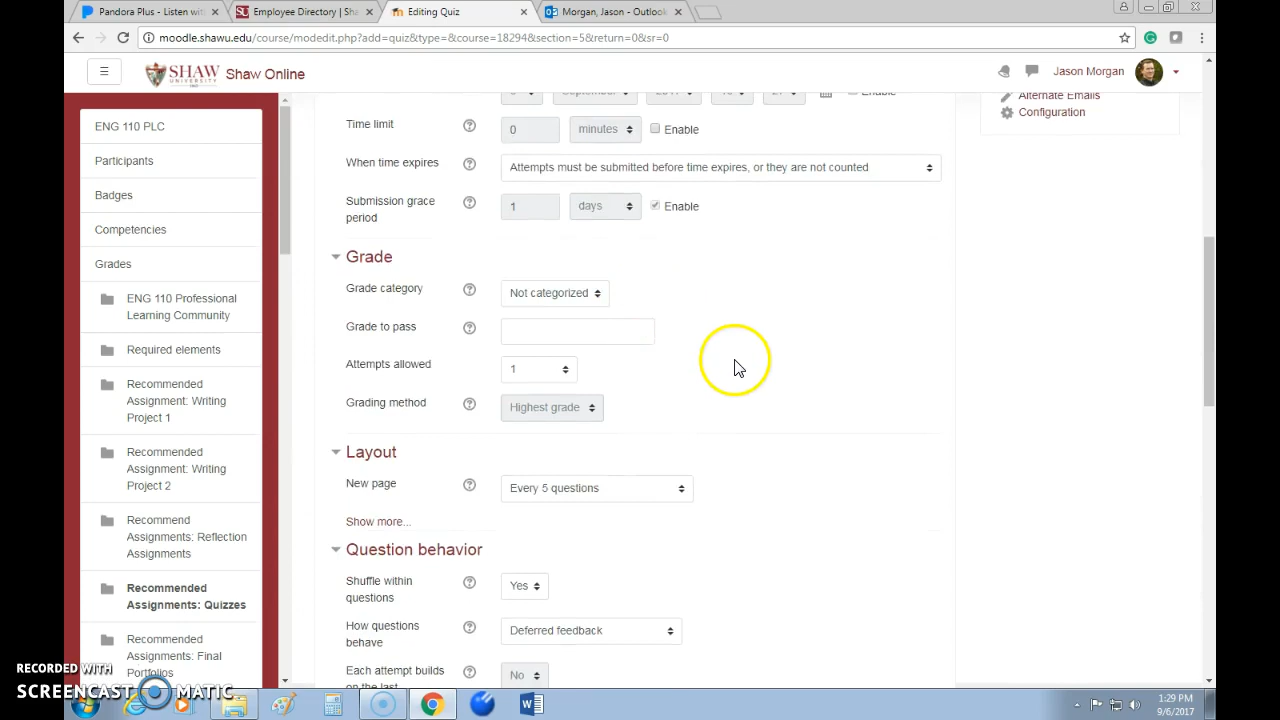 Pandora Plus - Listen with
Employee Directory | Sha
Editing Quiz
Morgan, Jason - Outlook
moodle.shawu.edu/course/modedit.php?add=quiz&type=&course=18294&section=5&return=0&sr=0
SHAW
UNIVERSITY
Shaw Online
Jason Morgan
ENG 110 PLC
Participants
Badges
Competencies
Grades
ENG 110 Professional
Learning Community
Required elements
Recommended
Assignment: Writing
Project 1
Recommended
Assignment: Writing
Project 2
Recommend
Assignments: Reflection
Assignments
Recommended
Assignments: Quizzes
Recommended
Assignments: Final
Portfolios
September
Enable
Time limit
0
minutes
Enable
When time expires
Attempts must be submitted before time expires, or they are not counted
Submission grace
period
1
days
Enable
Grade
Grade category
Not categorized
Grade to pass
Attempts allowed
1
Grading method
Highest grade
Layout
New page
Every 5 questions
Show more...
Question behavior
Shuffle within
questions
Yes
How questions
behave
Deferred feedback
Each attempt builds
on the last
No
Alternate Emails
Configuration
RECORDED WITH
SCREENCAST MATIC
1:29 PM
9/6/2017